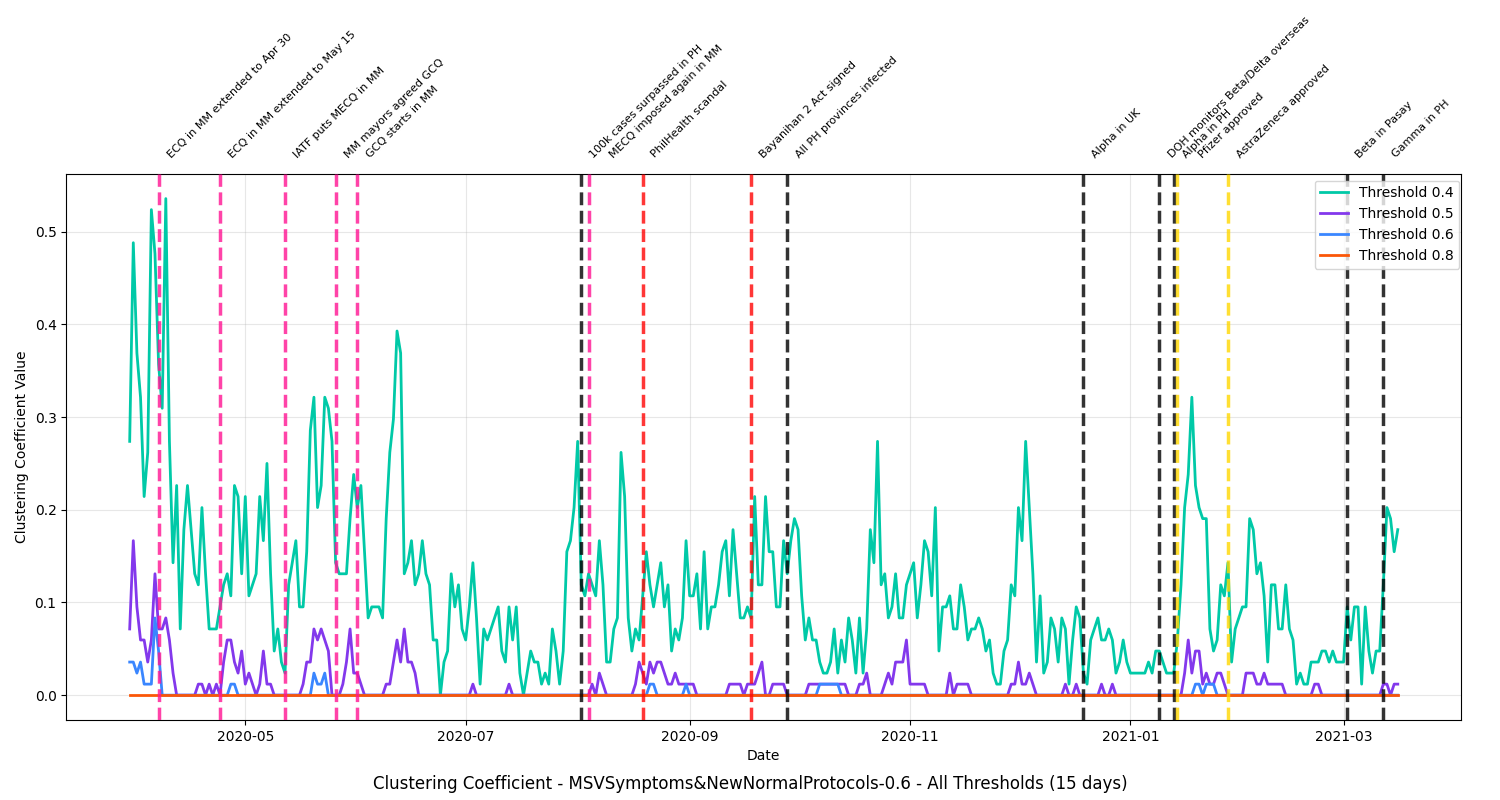 ECQ in MM extended to Apr 30
ECQ in MM extended to May 15
IATF puts MECQ in MM
MM mayors agreed GCQ
GCQ starts in MM
100k cases surpassed in PH
MECQ imposed again in MM
PhilHealth scandal
Bayanihan 2 Act signed
All PH provinces infected
Alpha in UK
DOH monitors Beta/Delta overseas
Alpha in PH
Pfizer approved
AstraZeneca approved
Beta in Pasay
Gamma in PH
Threshold 0.4
Threshold 0.5
Threshold 0.6
Threshold 0.8
Clustering Coefficient Value
0.5
0.4
0.3
0.2
0.1
0.0
2020-05
2020-07
2020-09
2020-11
2021-01
2021-03
Date
Clustering Coefficient - MSVSymptoms&NewNormalProtocols-0.6 - All Thresholds (15 days)